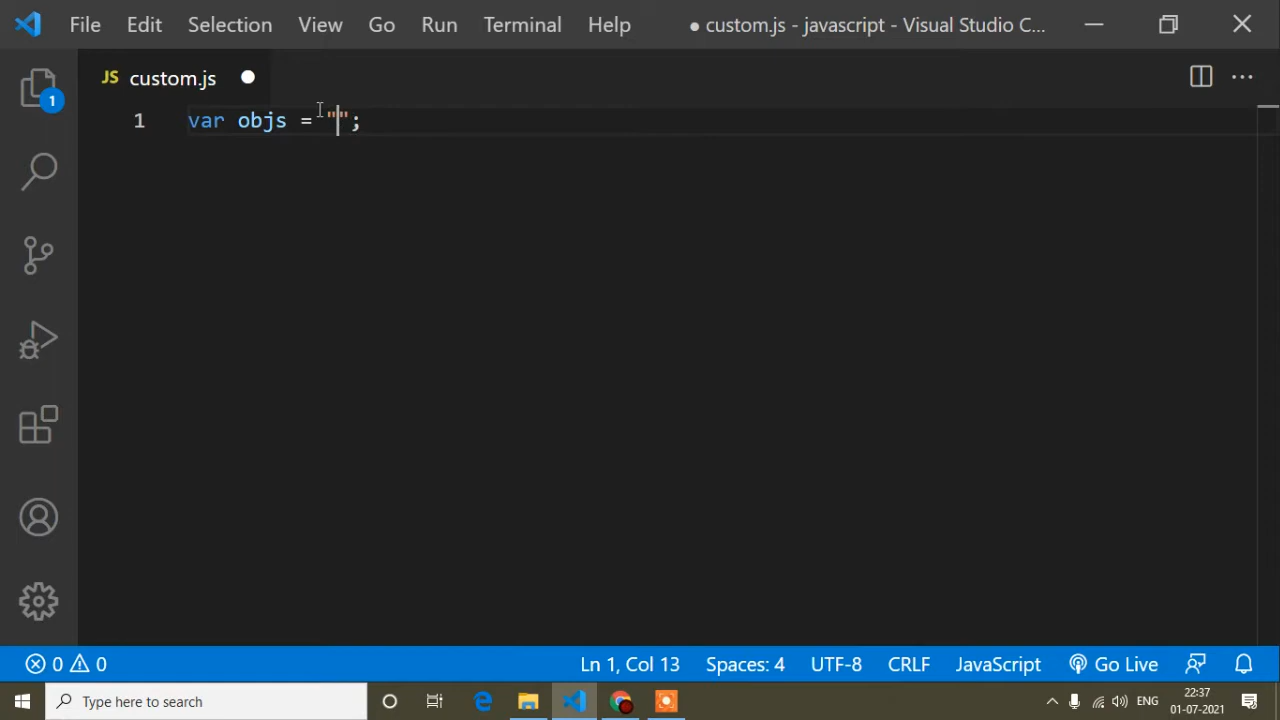 File Edit Selection View Go Run Terminal Help ● custom.js - javascript - Visual Studio C...
JS custom.js
1
1 var objs = "";
0 0 Ln 1, Col 13 Spaces: 4 UTF-8 CRLF JavaScript Go Live
Type here to search ENG 22:37
01-07-2021